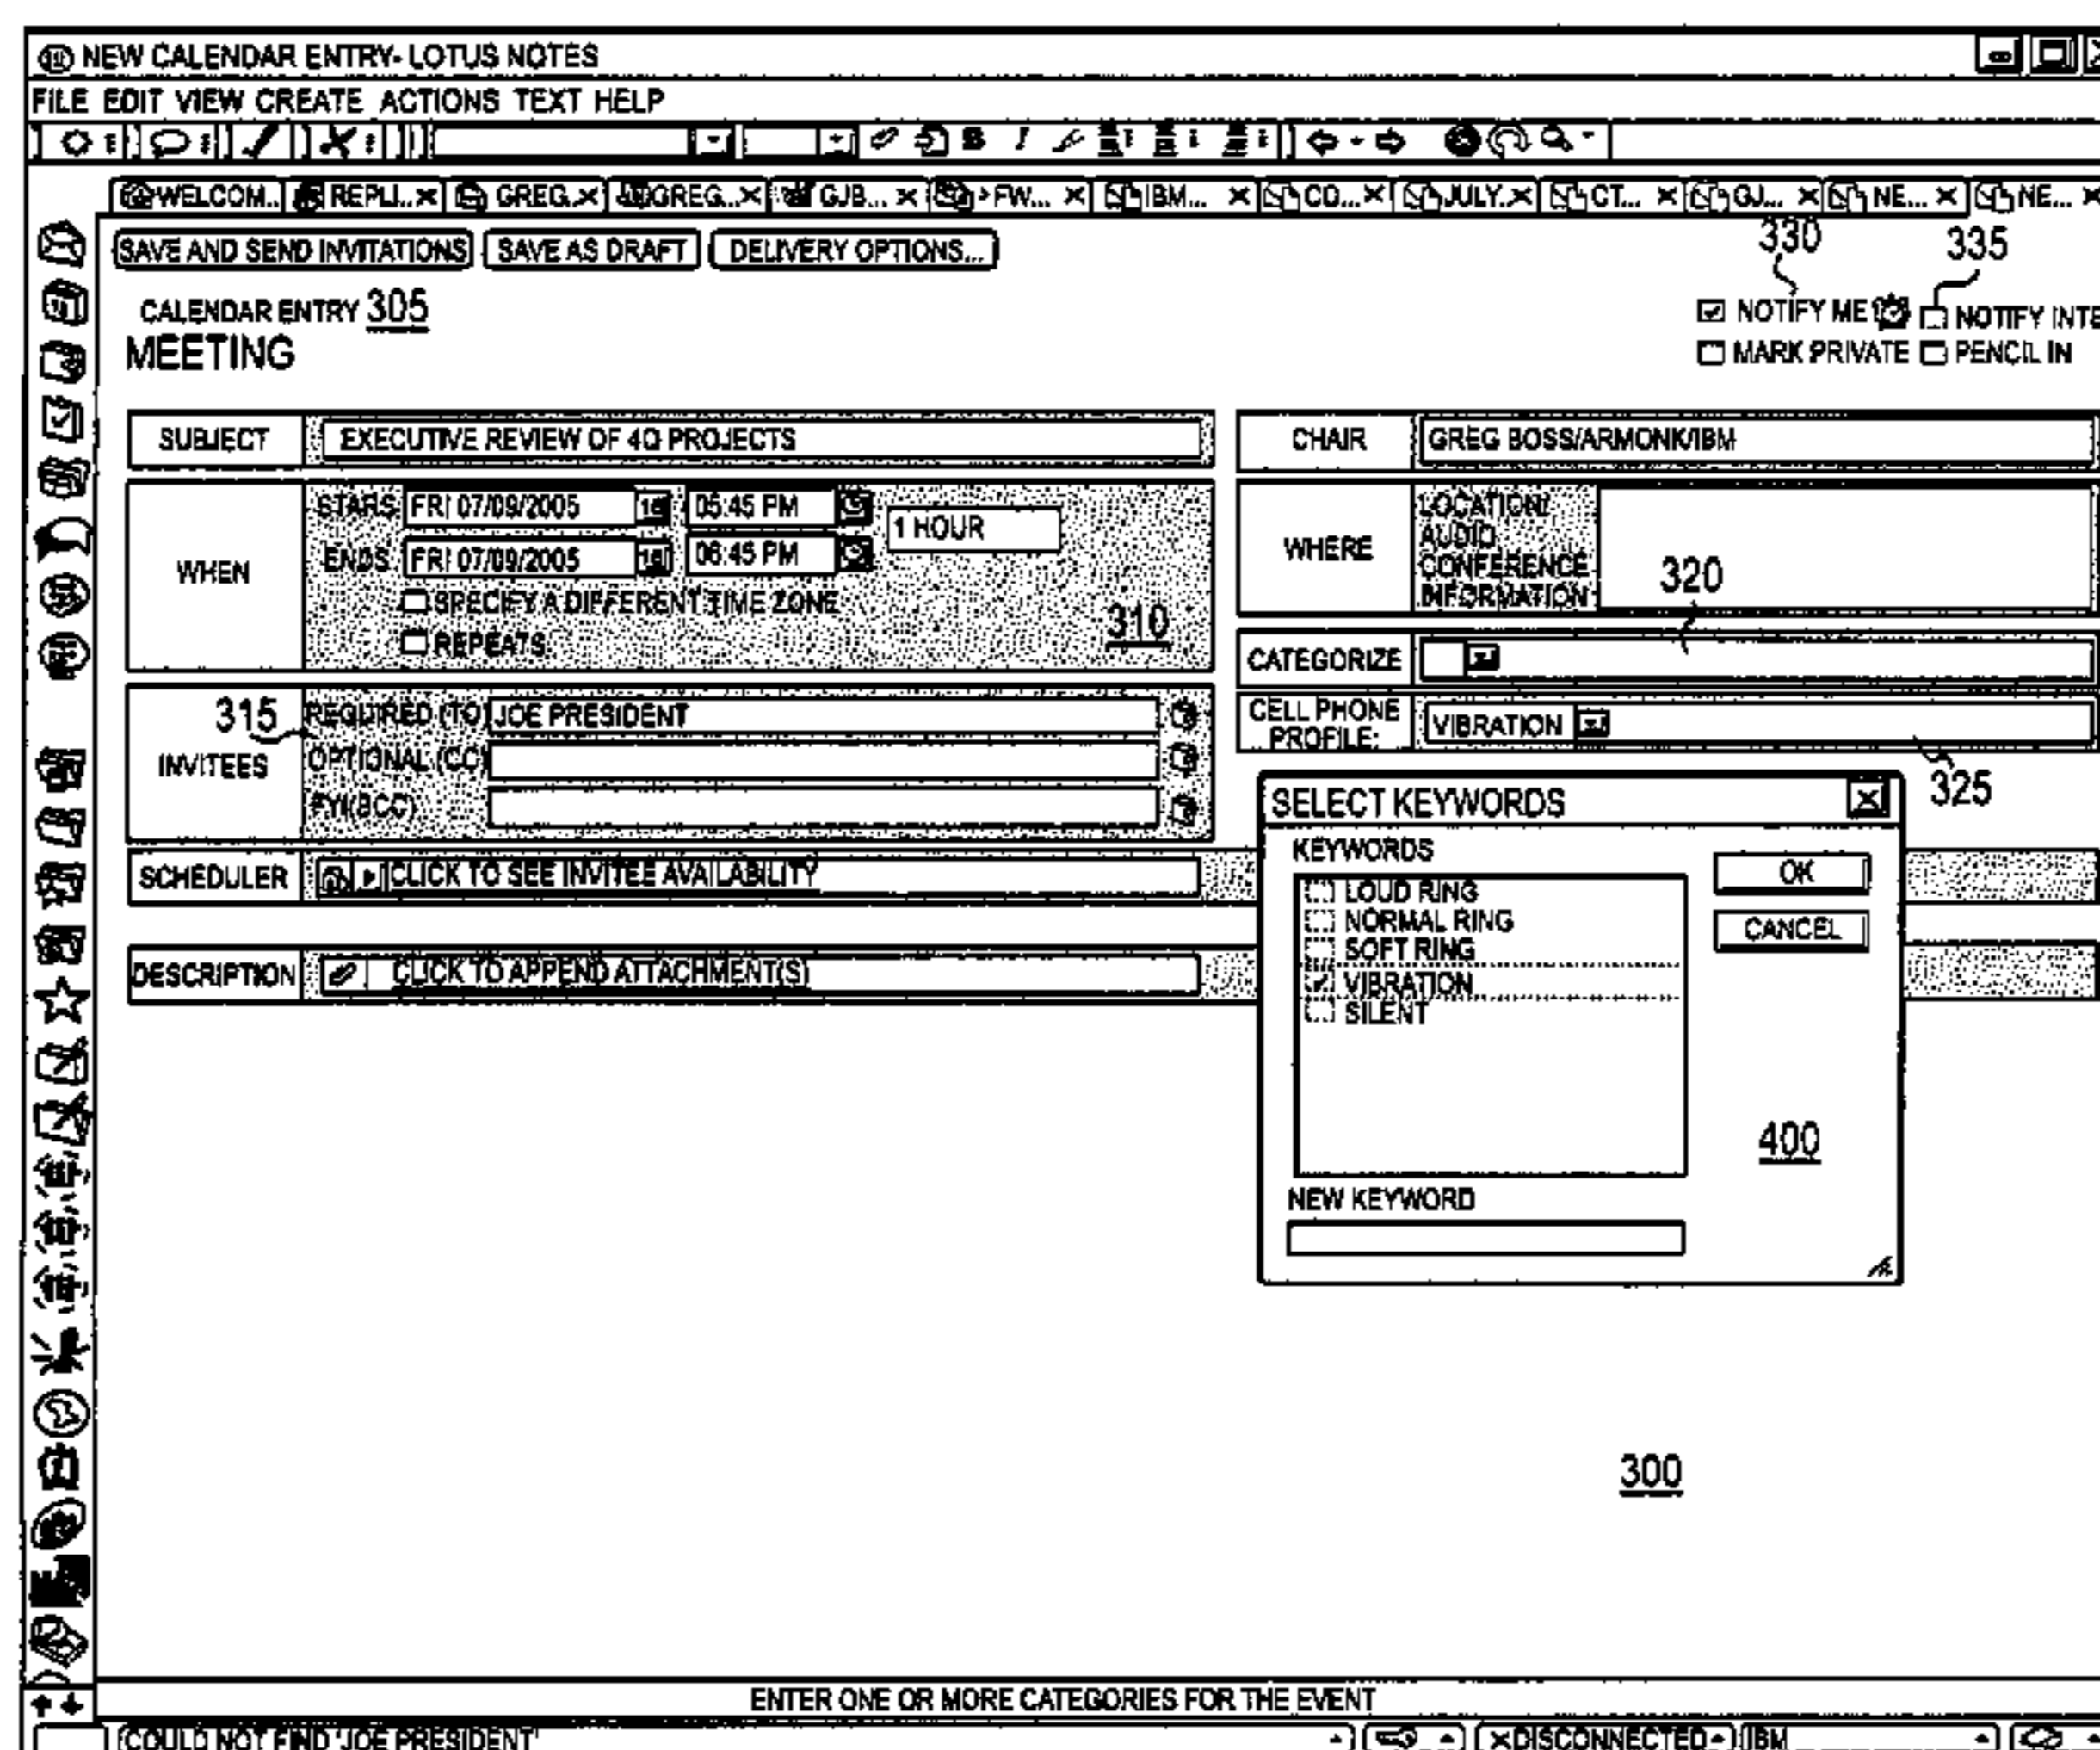 NEW CALENDAR ENTRY- LOTUS NOTES
FILE EDIT VIEW CREATE ACTIONS TEXT HELP
WELCOM.. REPLI.. GREG. GREG... GJB... >FW... IBM... CO... JULY.. CT... GJ... NE... NE...
SAVE AND SEND INVITATIONS SAVE AS DRAFT DELIVERY OPTIONS...
330 335
CALENDAR ENTRY 305
NOTIFY ME NOTIFY INTE
MEETING
MARK PRIVATE PENCIL IN
SUBJECT EXECUTIVE REVIEW OF 4Q PROJECTS
CHAIR GREG BOSS/ARMONK/IBM
WHEN
STARS FRI 07/09/2005 16 05:45 PM 1 HOUR
ENDS FRI 07/09/2005 16 06:45 PM
SPECIFY A DIFFERENT TIME ZONE
REPEATS
310
WHERE
LOCATION/
AUDIO
CONFERENCE
INFORMATION
320
CATEGORIZE
CELL PHONE
PROFILE:
VIBRATION
325
315
INVITEES
REQUIRED (TO) JOE PRESIDENT
OPTIONAL (CC)
FYI (BCC)
SCHEDULER CLICK TO SEE INVITEE AVAILABILITY
DESCRIPTION CLICK TO APPEND ATTACHMENT(S)
SELECT KEYWORDS
KEYWORDS
LOUD RING
NORMAL RING
SOFT RING
VIBRATION
SILENT
OK
CANCEL
400
NEW KEYWORD
300
ENTER ONE OR MORE CATEGORIES FOR THE EVENT
COULD NOT FIND 'JOE PRESIDENT' DISCONNECTED IBM